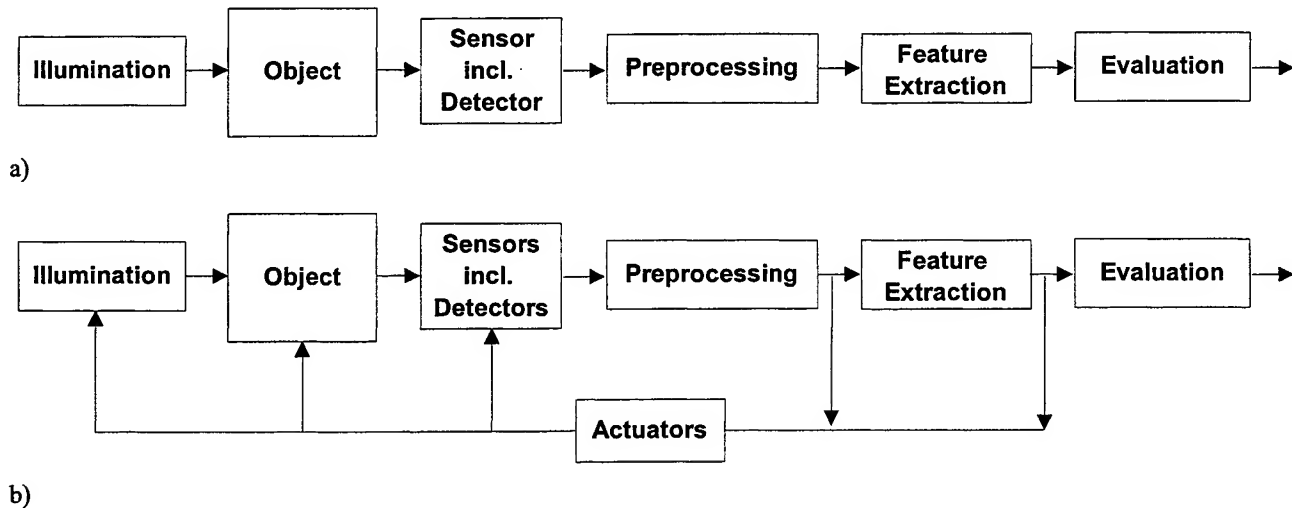 Illumination
Object
Sensor
incl.
Detector
Preprocessing
Feature
Extraction
Evaluation
a)
Illumination
Object
Sensors
incl.
Detectors
Preprocessing
Feature
Extraction
Evaluation
Actuators
b)